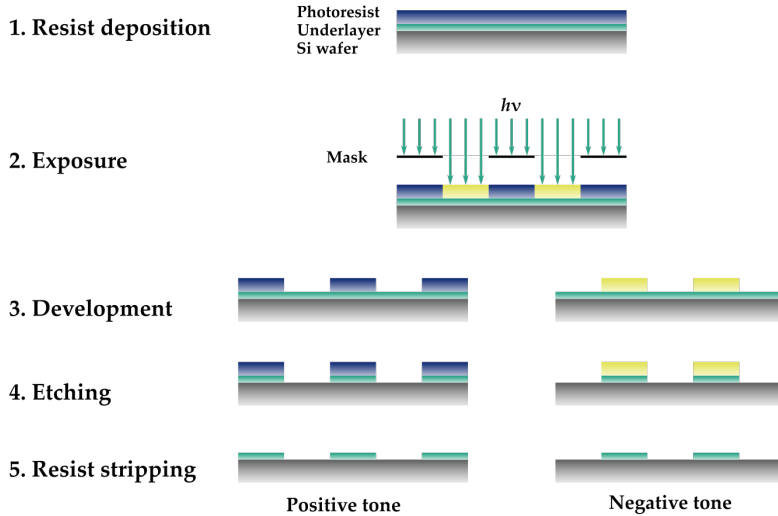 1. Resist deposition
Photoresist
Underlayer
Si wafer
hν
2. Exposure
Mask
3. Development
4. Etching
5. Resist stripping
Positive tone
Negative tone